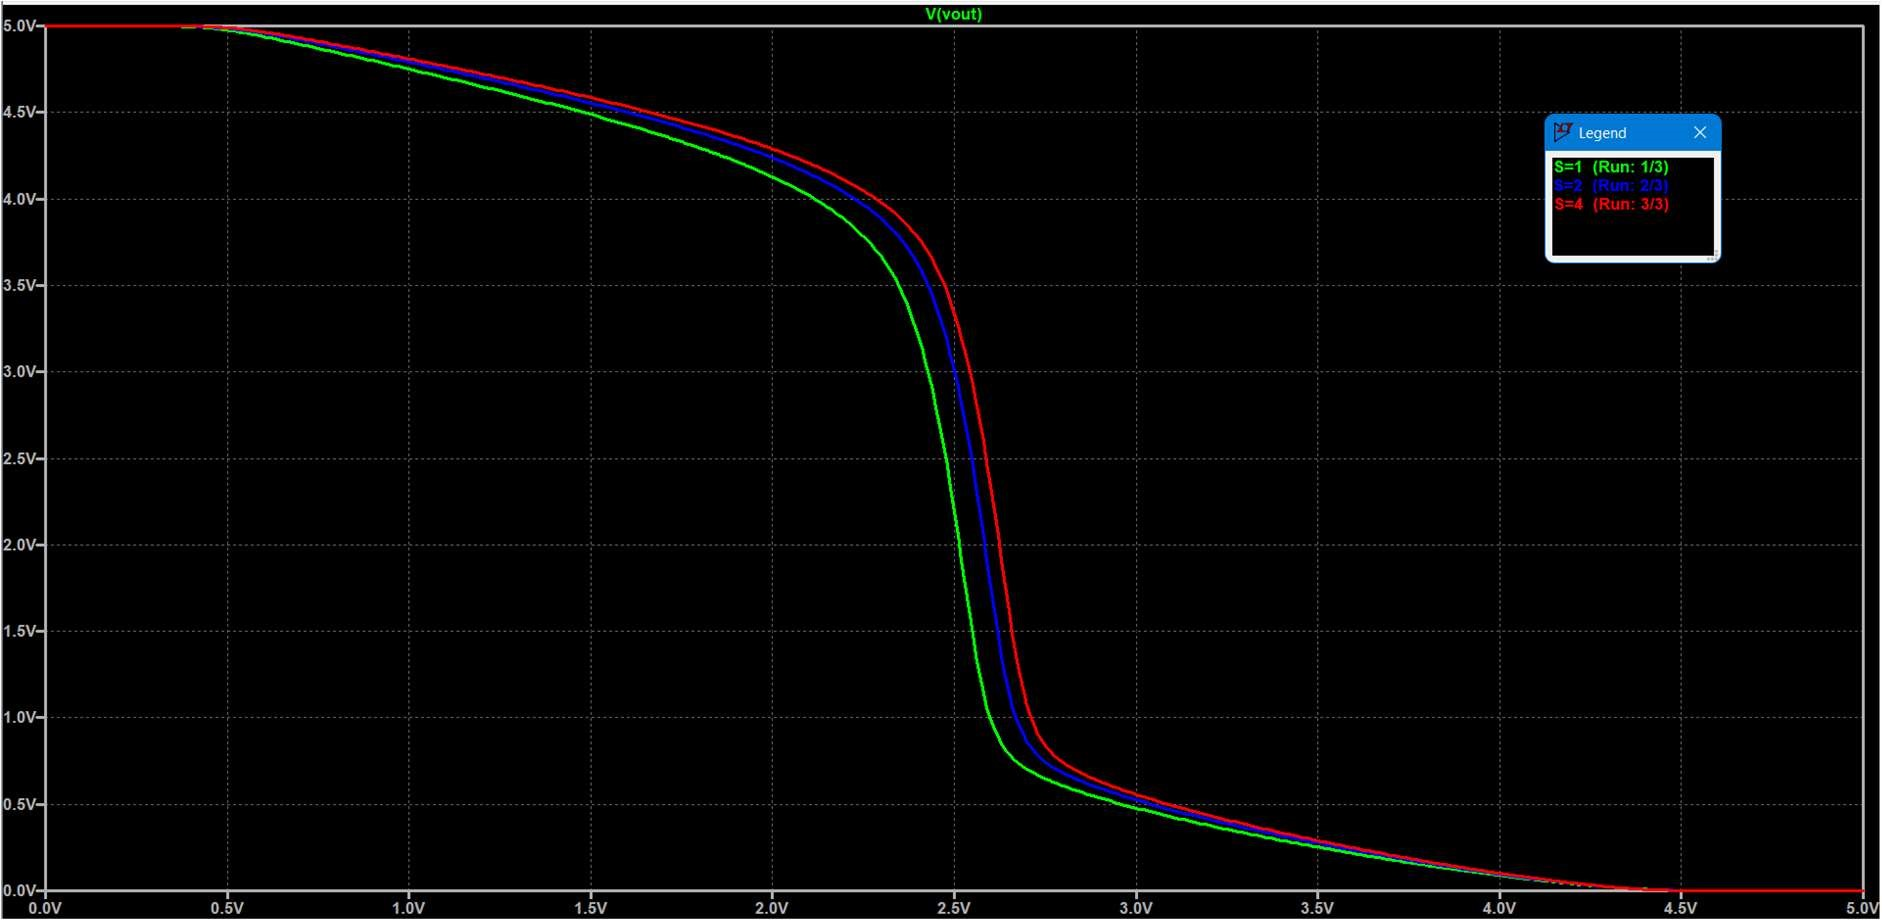 V(vout)
5.0V
4.5V
4.0V
3.5V
3.0V
2.5V
2.0V
1.5V
1.0V
0.5V
0.0V
Legend
S=1 (Run: 1/3)
S=2 (Run: 2/3)
S=4 (Run: 3/3)
0.0V 0.5V 1.0V 1.5V 2.0V 2.5V 3.0V 3.5V 4.0V 4.5V 5.0V